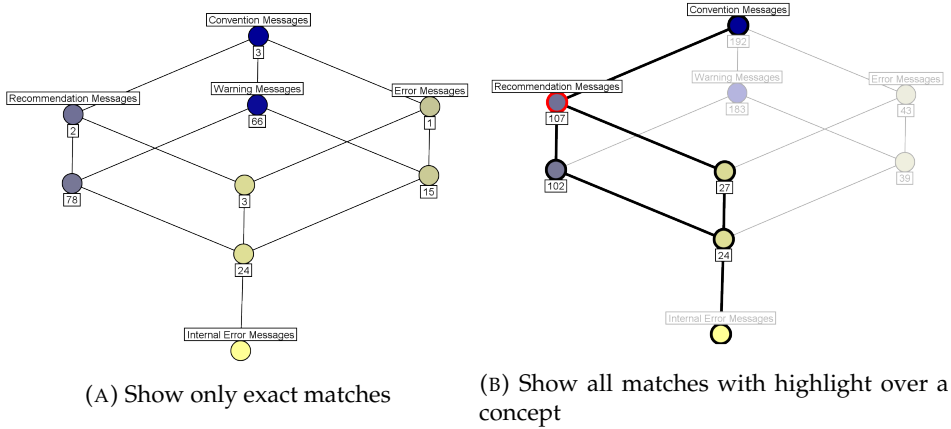 Convention Messages
3
Recommendation Messages
Warning Messages
Error Messages
2
66
1
78
3
15
24
Internal Error Messages
(A) Show only exact matches
Convention Messages
192
Recommendation Messages
Warning Messages
Error Messages
107
183
43
102
27
39
24
Internal Error Messages
(B) Show all matches with highlight over a
concept